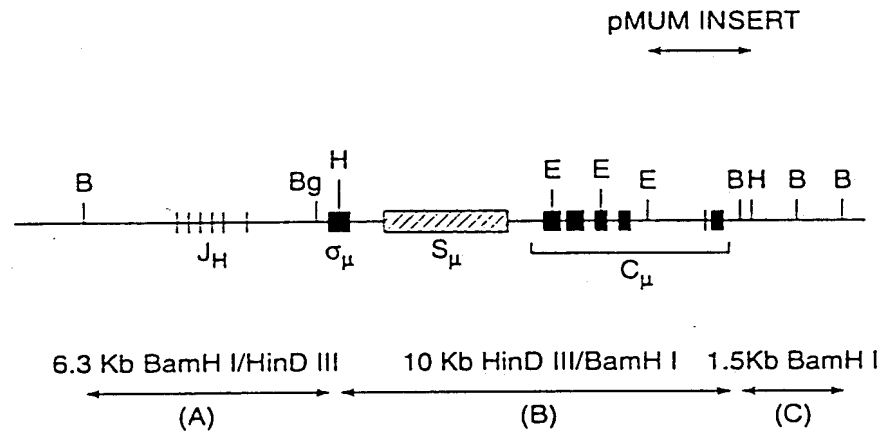 pMUM INSERT
B Bg H E E E B H B B
J_H σ_μ S_μ C_μ
6.3 Kb BamH I/HinD III 10 Kb HinD III/BamH I 1.5Kb BamH I
(A) (B) (C)